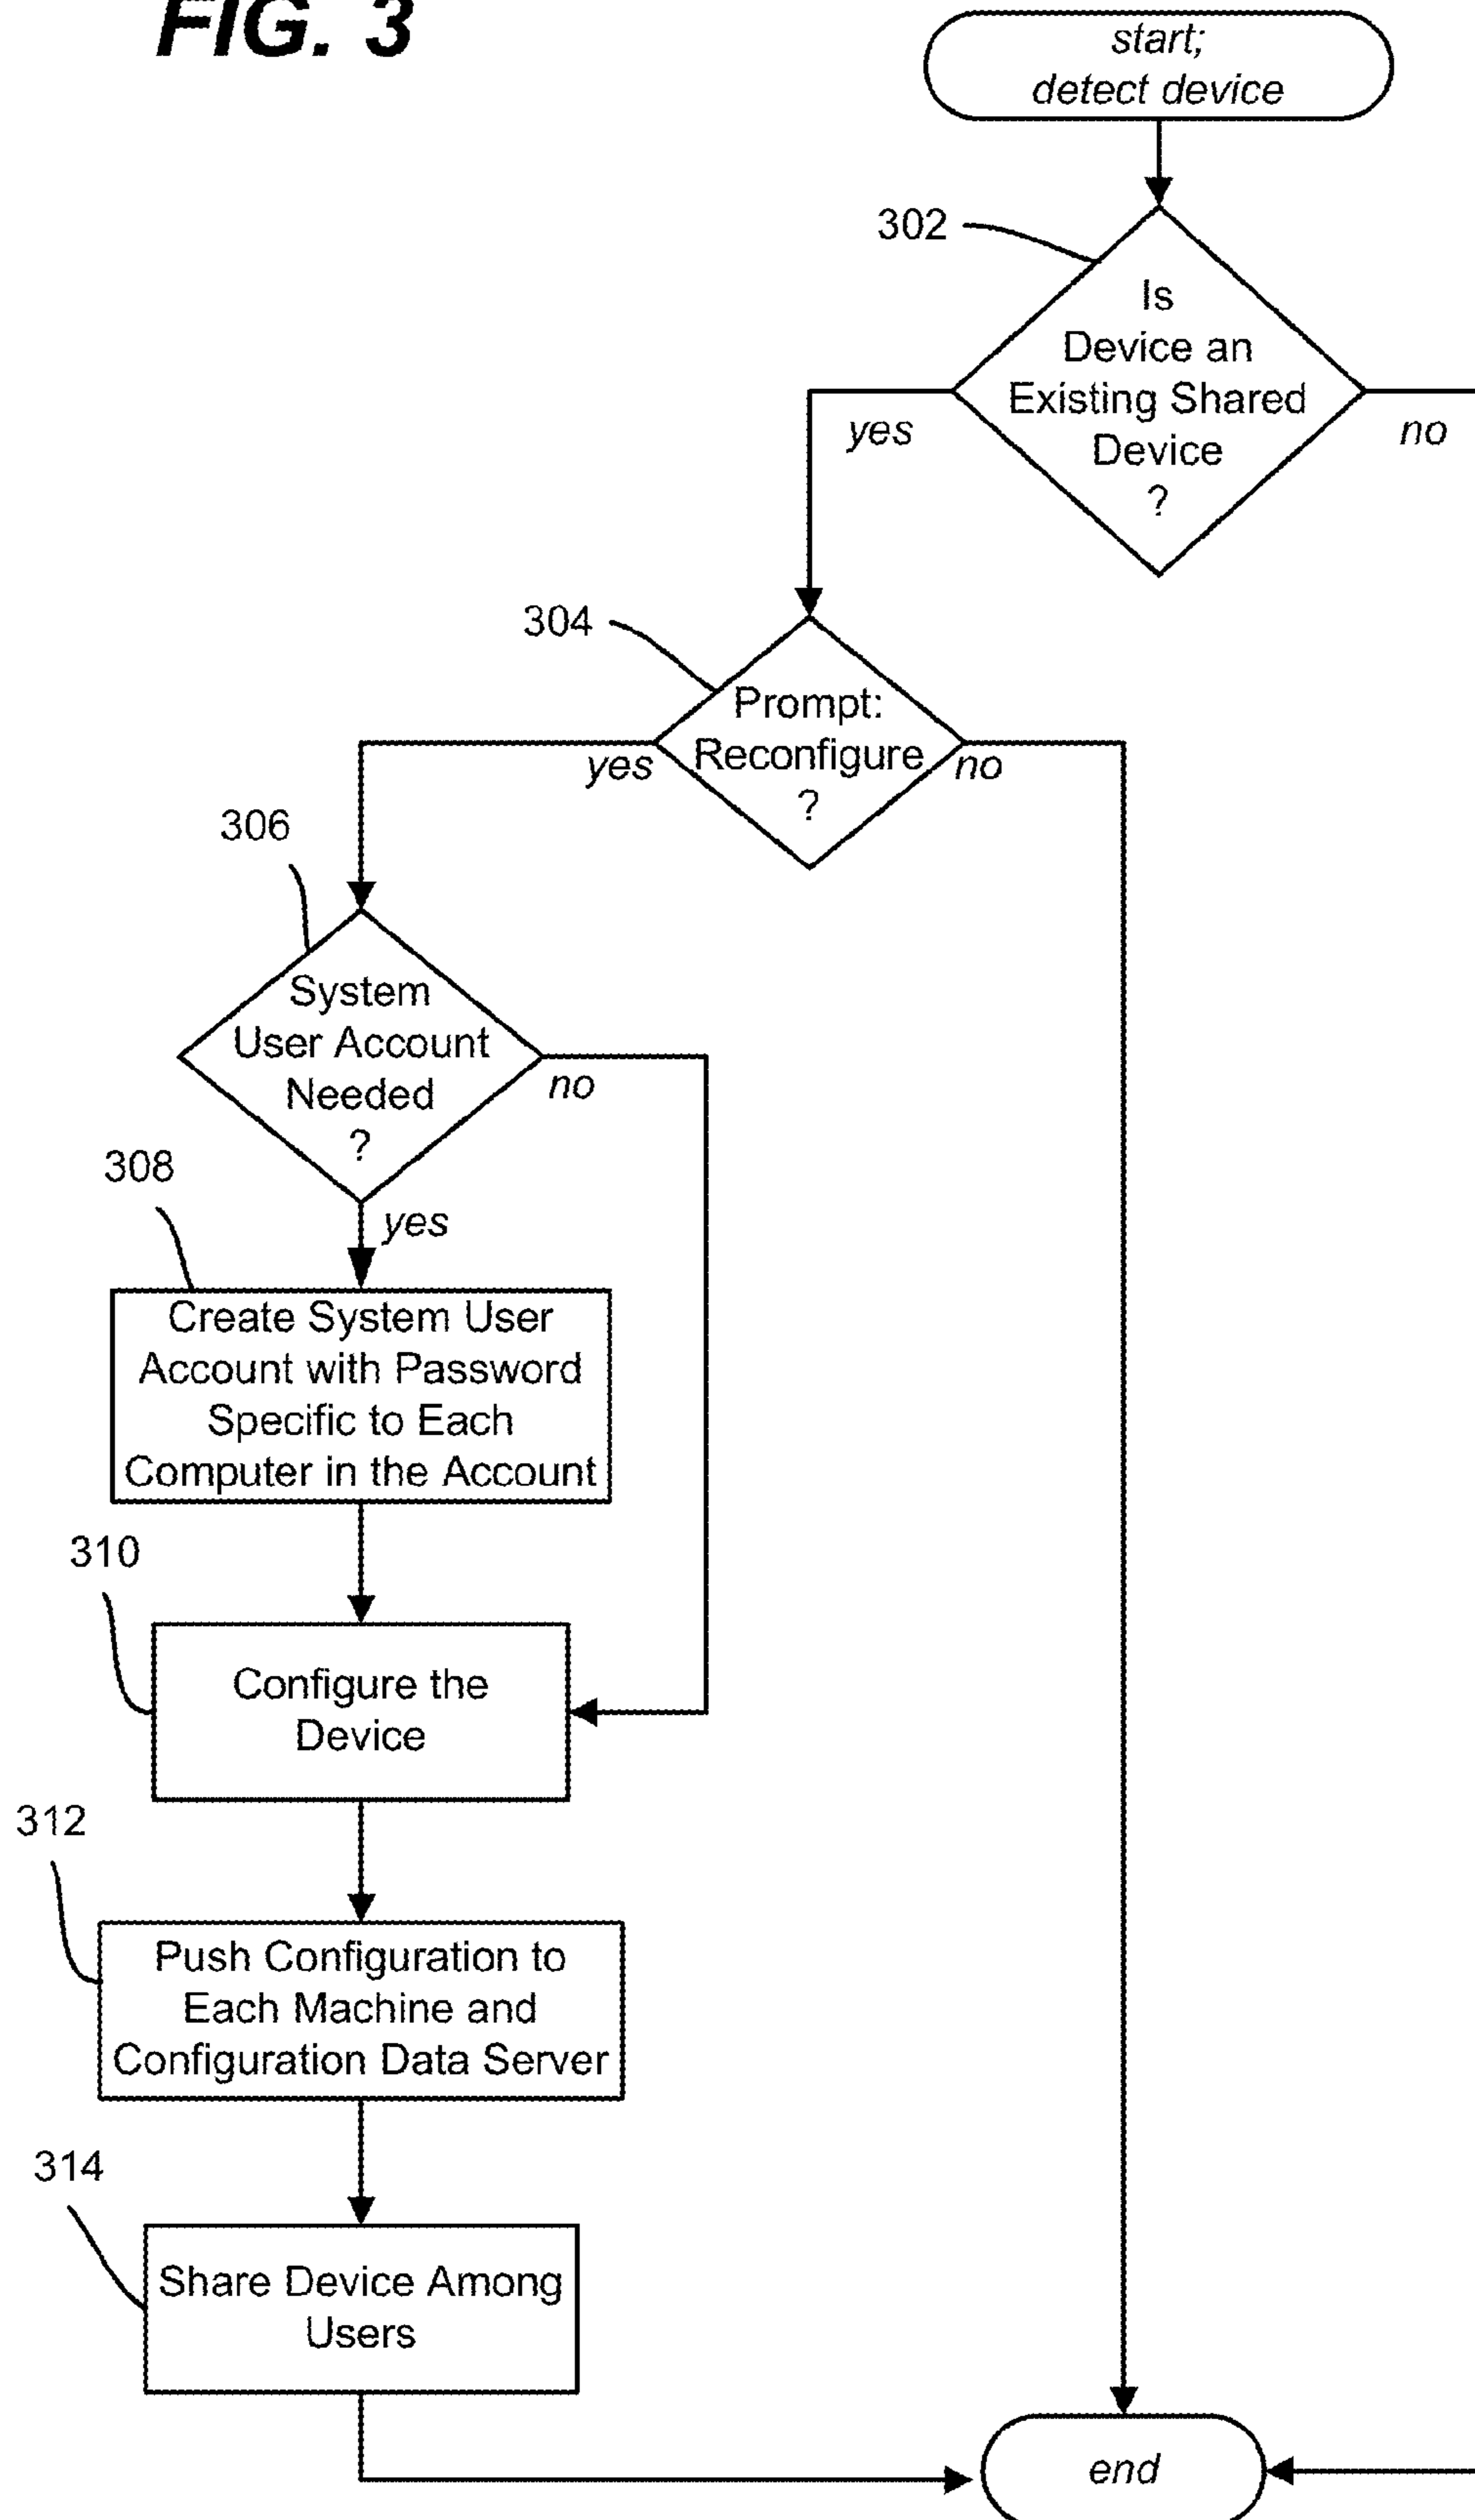 FIG. 3
start;
detect device
302
Is
Device an
Existing Shared
Device
?
yes
no
304
Prompt:
Reconfigure
?
yes
no
306
System
User Account
Needed
?
no
308
yes
Create System User
Account with Password
Specific to Each
Computer in the Account
310
Configure the
Device
312
Push Configuration to
Each Machine and
Configuration Data Server
314
Share Device Among
Users
end